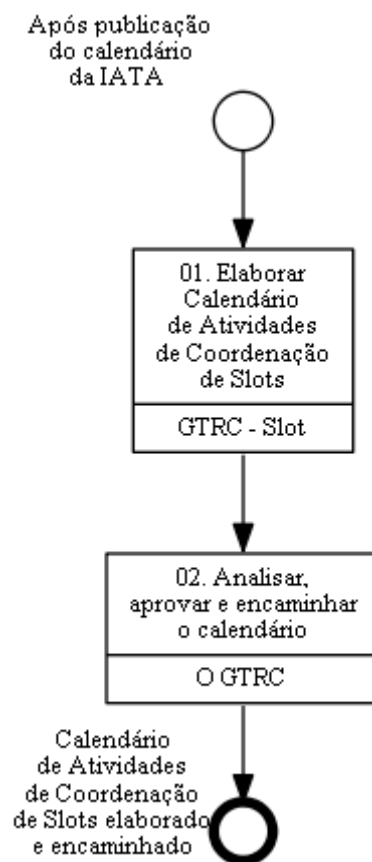 Após publicação
do calendário
da IATA
01. Elaborar
Calendário
de Atividades
de Coordenação
de Slots
GTRC - Slot
02. Analisar,
aprovar e encaminhar
o calendário
O GTRC
Calendário
de Atividades
de Coordenação
de Slots elaborado
e encaminhado